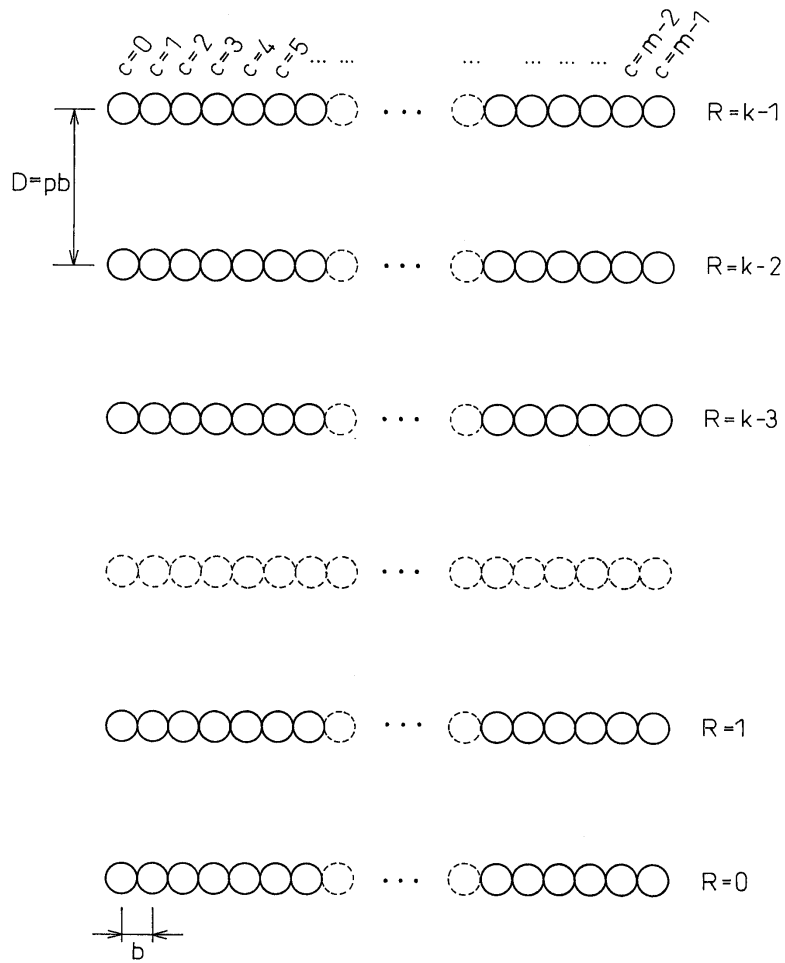 c=0 c=1 c=2 c=3 c=4 c=5 ... ... ... ... ... ... c=m-2 c=m-1
... R=k-1
D=pb
... R=k-2
... R=k-3
...
... R=1
... R=0
b